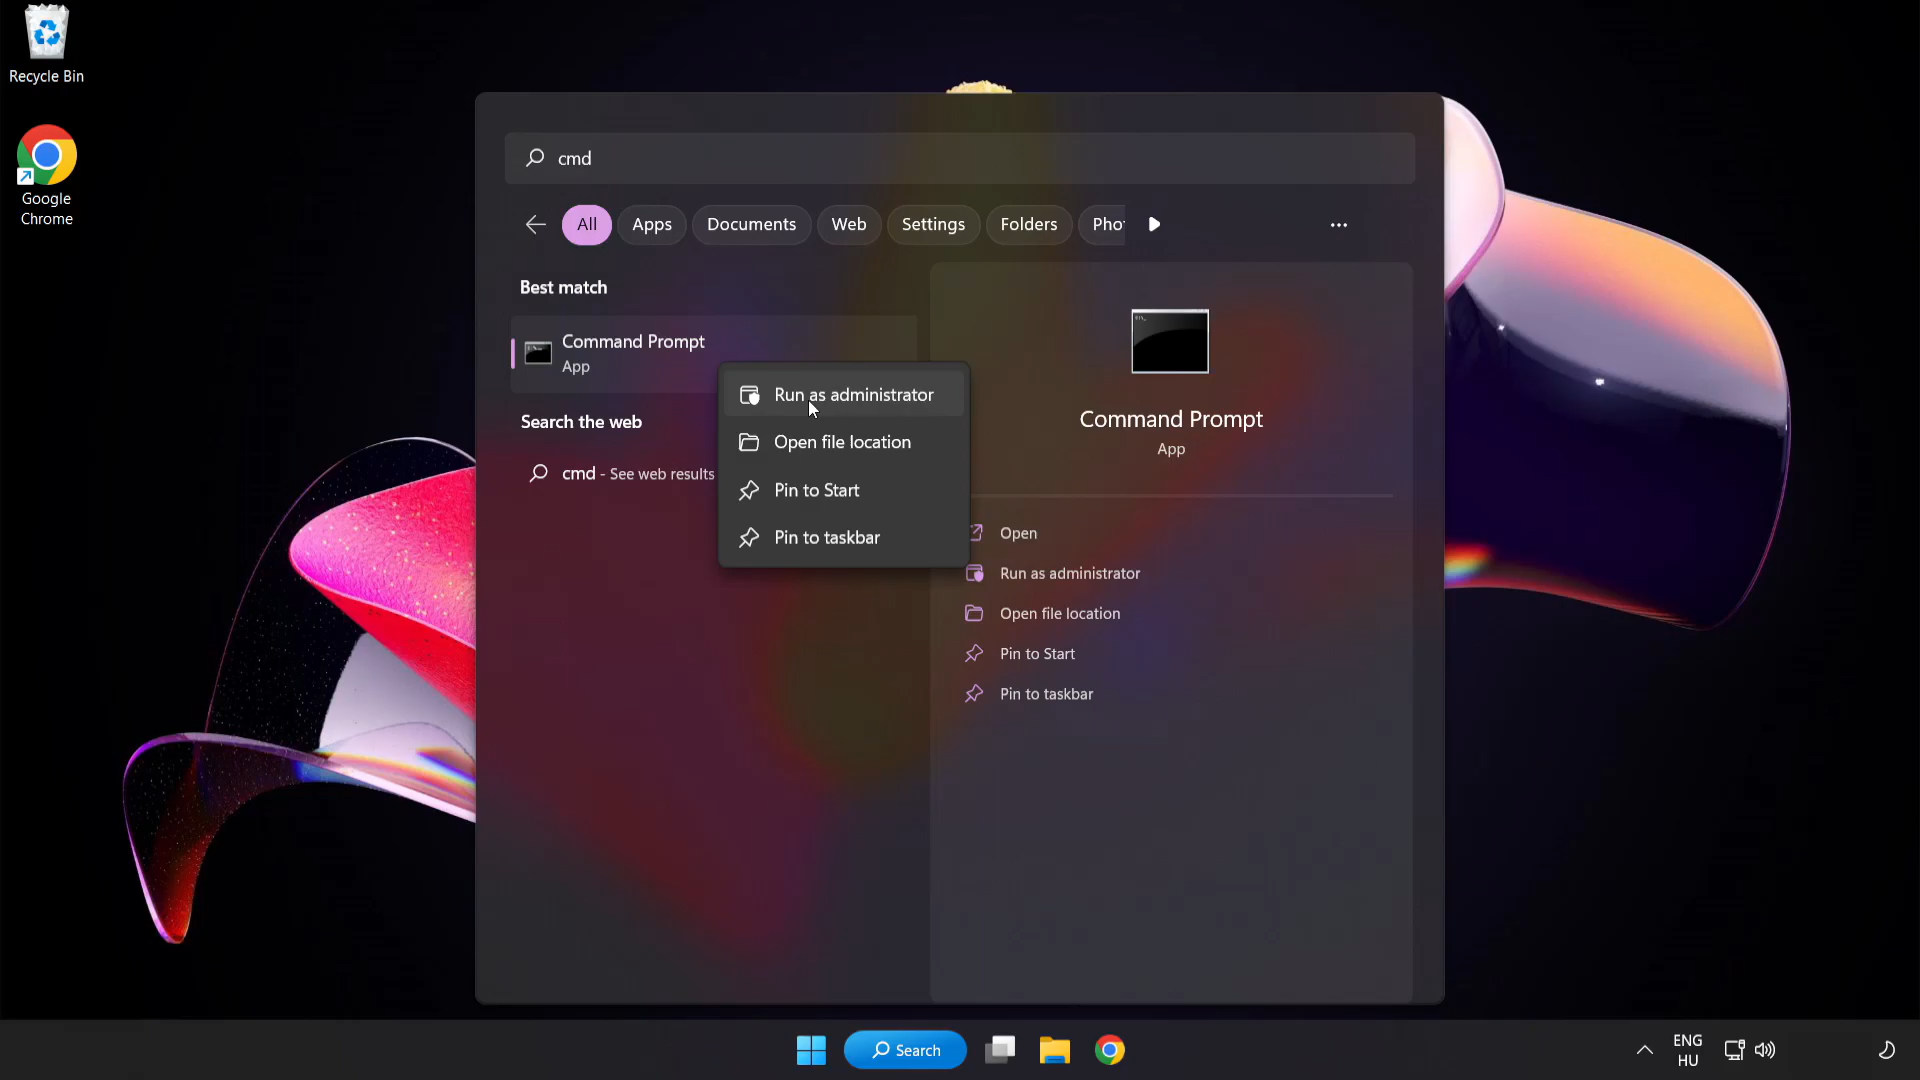 Recycle Bin
Google
Chrome
cmd
All
Apps
Documents
Web
Settings
Folders
Pho
Best match
Command Prompt
App
Search the web
cmd - See web results
Run as administrator
Open file location
Pin to Start
Pin to taskbar
Command Prompt
App
Open
Run as administrator
Open file location
Pin to Start
Pin to taskbar
Search
ENG
HU